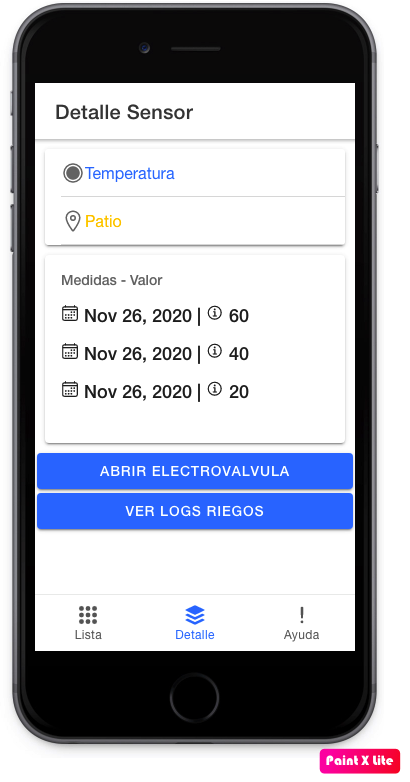 Detalle Sensor
Temperatura
Patio
Medidas - Valor
Nov 26, 2020 | 60
Nov 26, 2020 | 40
Nov 26, 2020 | 20
ABRIR ELECTROVALVULA
VER LOGS RIEGOS
Lista
Detalle
Ayuda
Paint X Lite